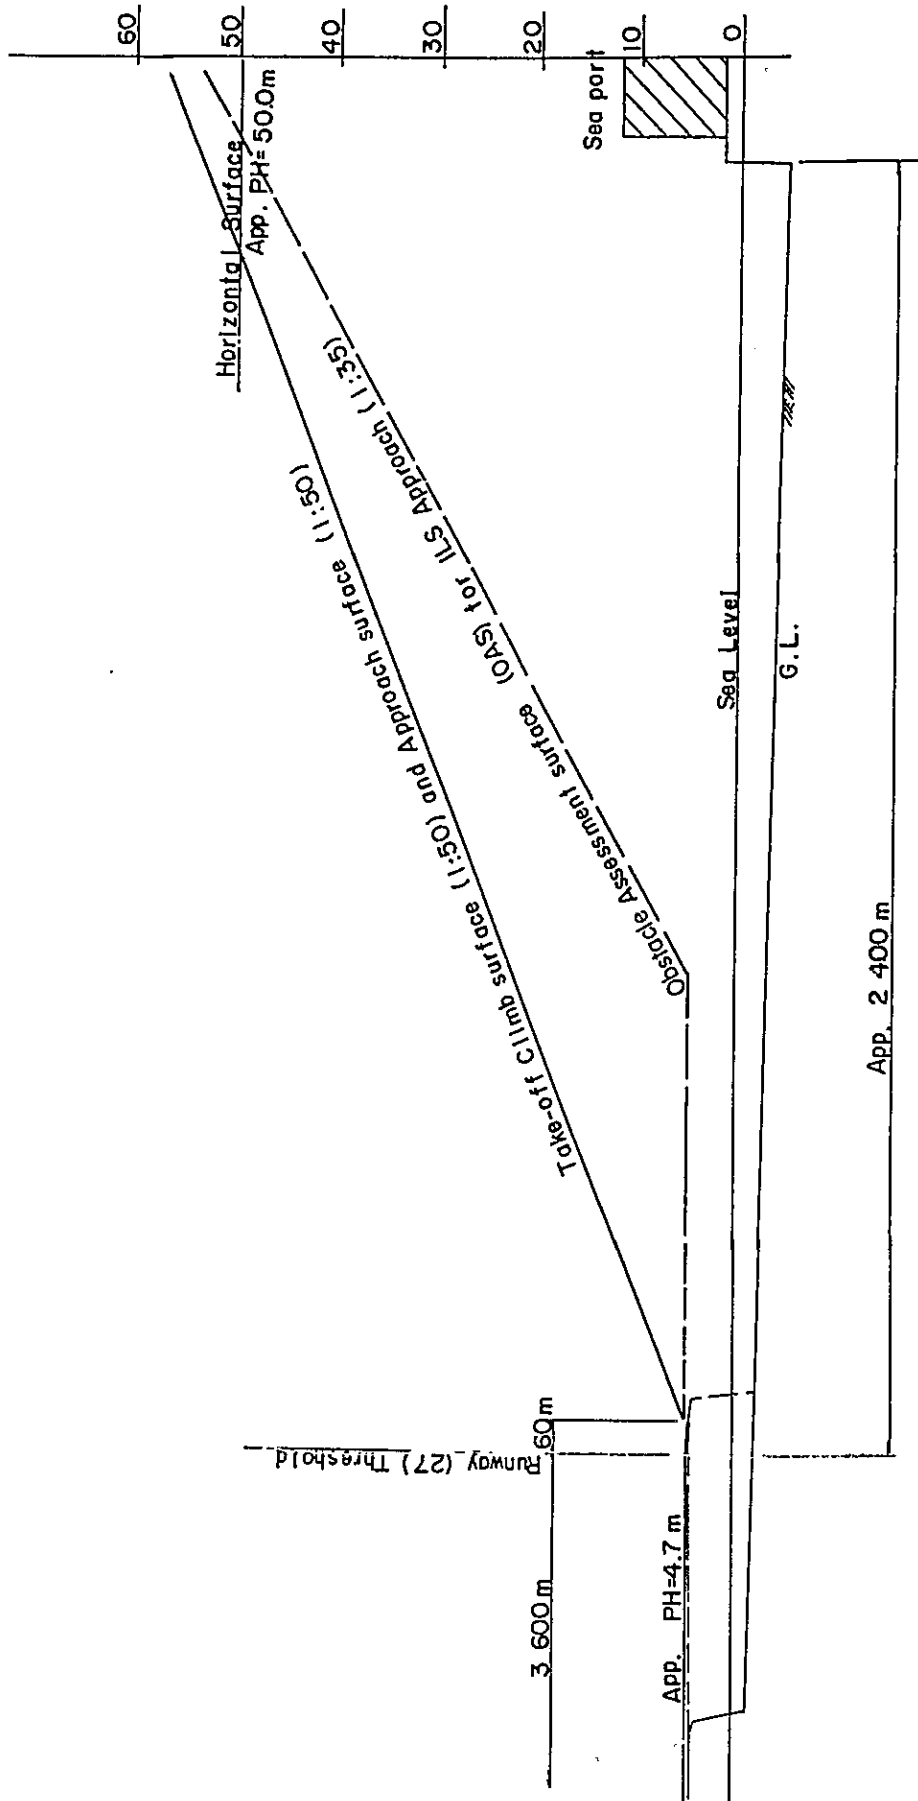 60
50
40
30
20
10
0
Horizontal Surface
App. PH=50.0m
Sea port
Take-off Climb surface (1:50) and Approach surface (1:50)
Obstacle Assessment surface (OAS) for ILS Approach (1:35)
Sea Level
G.L.
App. 2 400m
60m
Runway (27) Threshold
3 600m
App. PH=4.7m